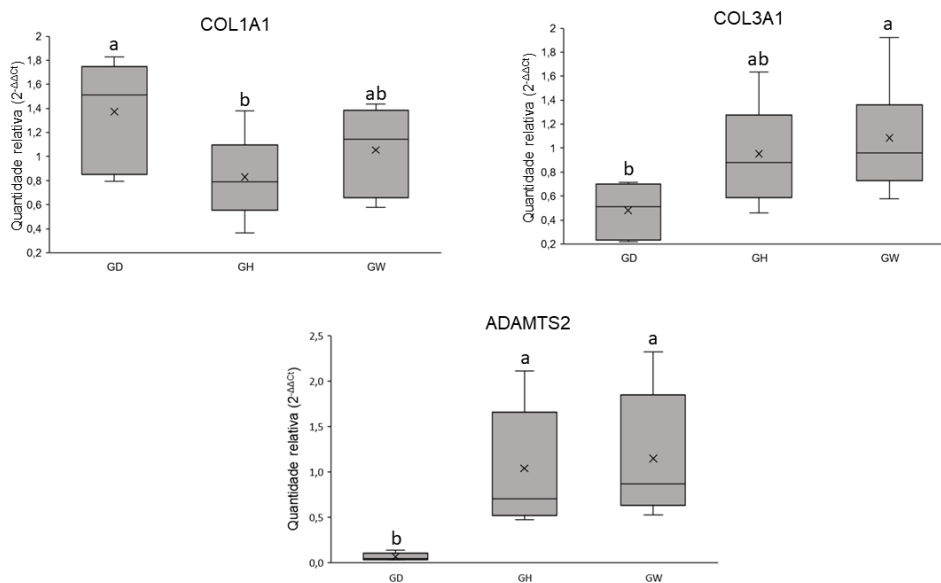 COL1A1
Quantidade relativa (2-ΔΔCt)
2
1,8
1,6
1,4
1,2
1
0,8
0,6
0,4
0,2
a
b
ab
GD GH GW
COL3A1
Quantidade relativa (2-ΔΔCt)
2
1,8
1,6
1,4
1,2
1
0,8
0,6
0,4
0,2
b
ab
a
GD GH GW
ADAMTS2
Quantidade relativa (2-ΔΔCt)
2,5
2,0
1,5
1,0
0,5
0,0
b
a
a
GD GH GW